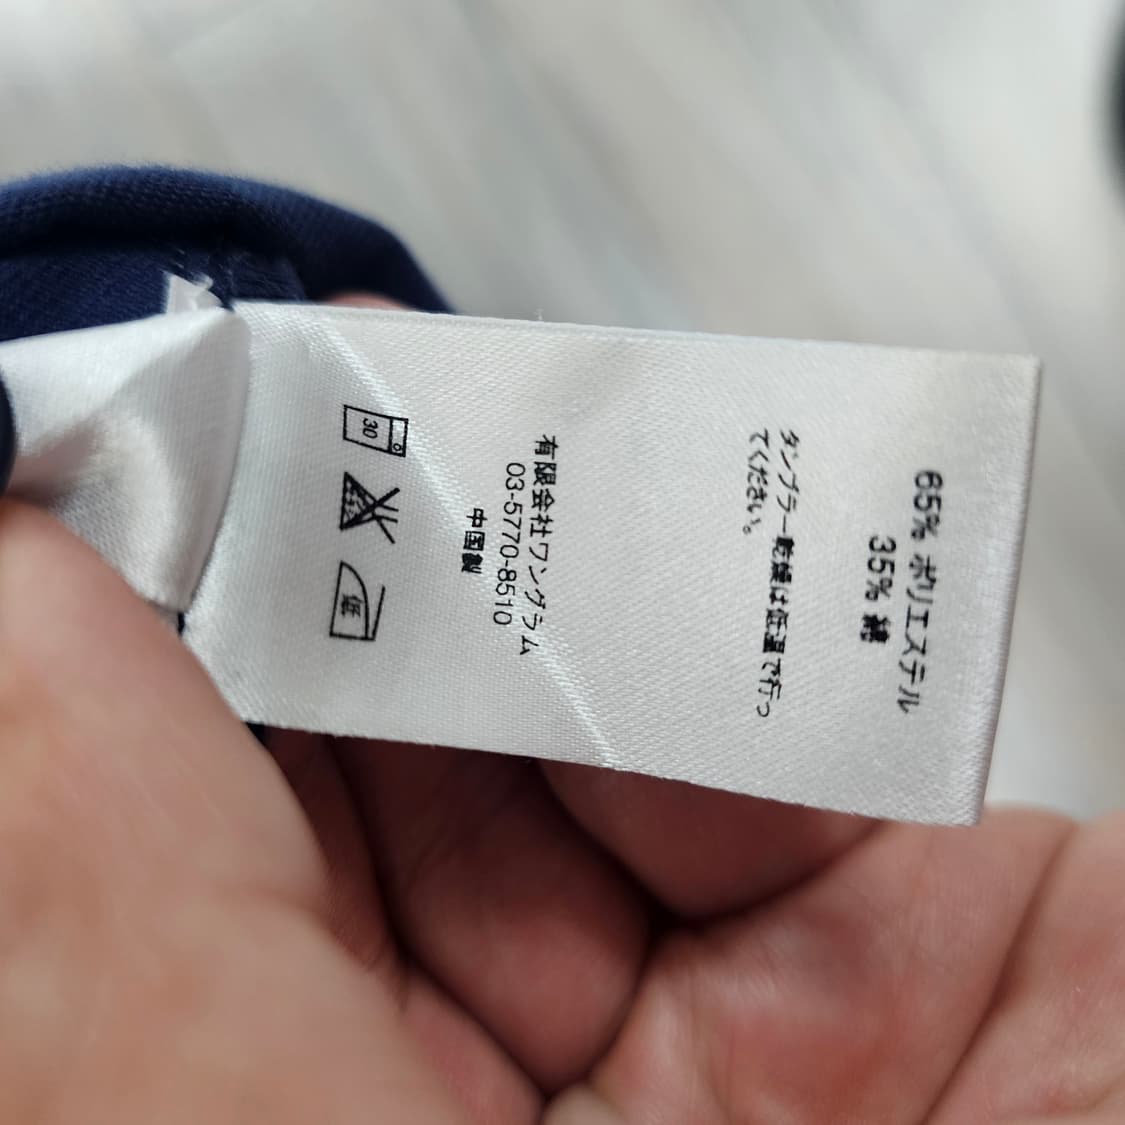 65% ポリエステル
35% 綿
タンブラー乾燥は低温で行っ
てください。
有限会社ワングラム
03-5770-8510
中国製
30
低